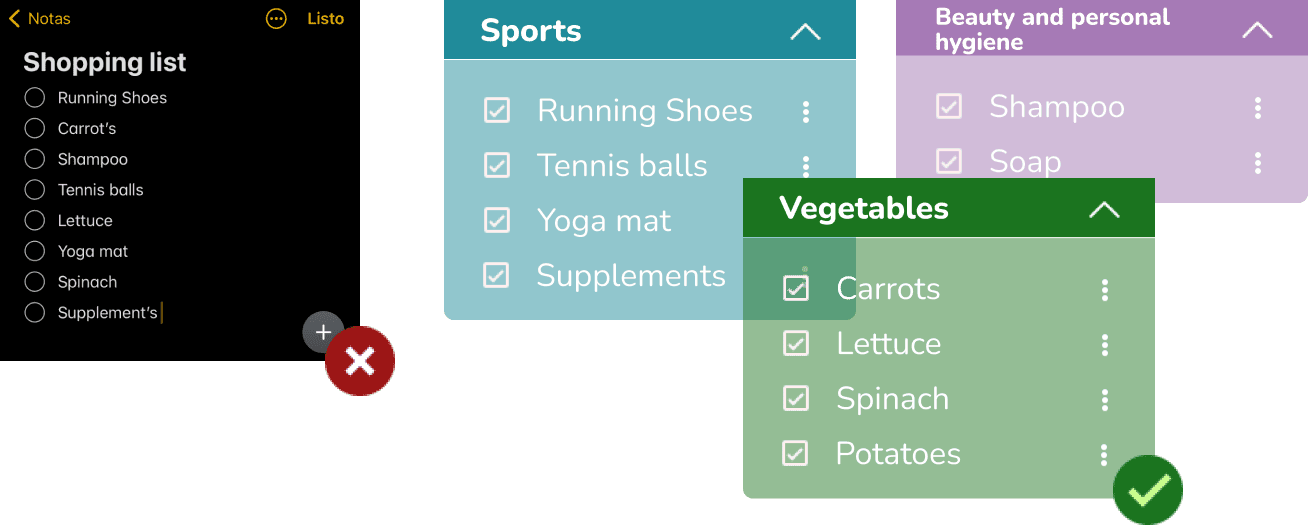 Notas
Listo
Shopping list
Running Shoes
Carrot’s
Shampoo
Tennis balls
Lettuce
Yoga mat
Spinach
Supplement’s
Sports
Running Shoes
Tennis balls
Yoga mat
Supplements
Beauty and personal
hygiene
Shampoo
Soap
Vegetables
Carrots
Lettuce
Spinach
Potatoes